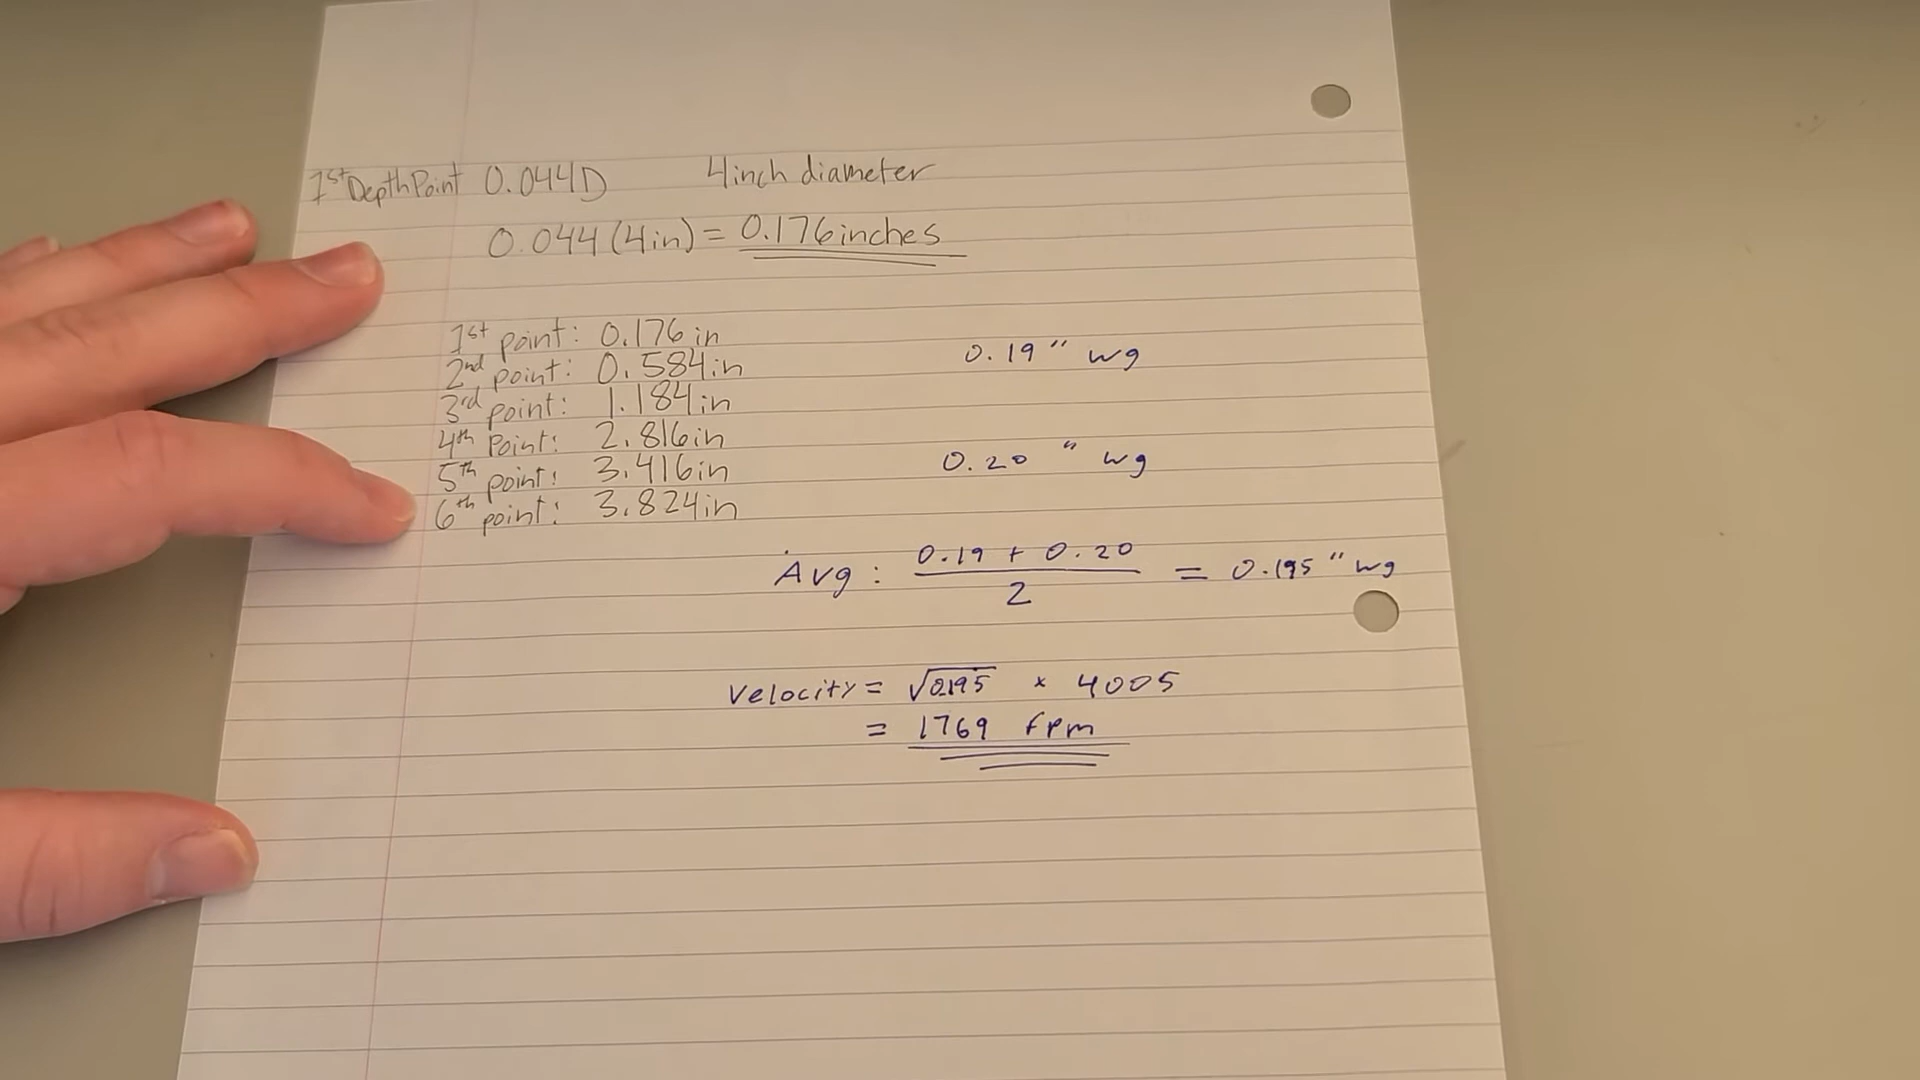 1st Depth Point 0.044D 4inch diameter
0.044 (4in) = 0.176inches
1st point: 0.176in
2nd point: 0.584in 0.19" wg
3rd point: 1.184in
4th Point: 2.816in
5th point: 3.416in 0.20 " wg
6th point: 3.824in
Avg: 0.19 + 0.20 / 2 = 0.195" wg
Velocity = √0.195 × 4005
= 1769 fpm